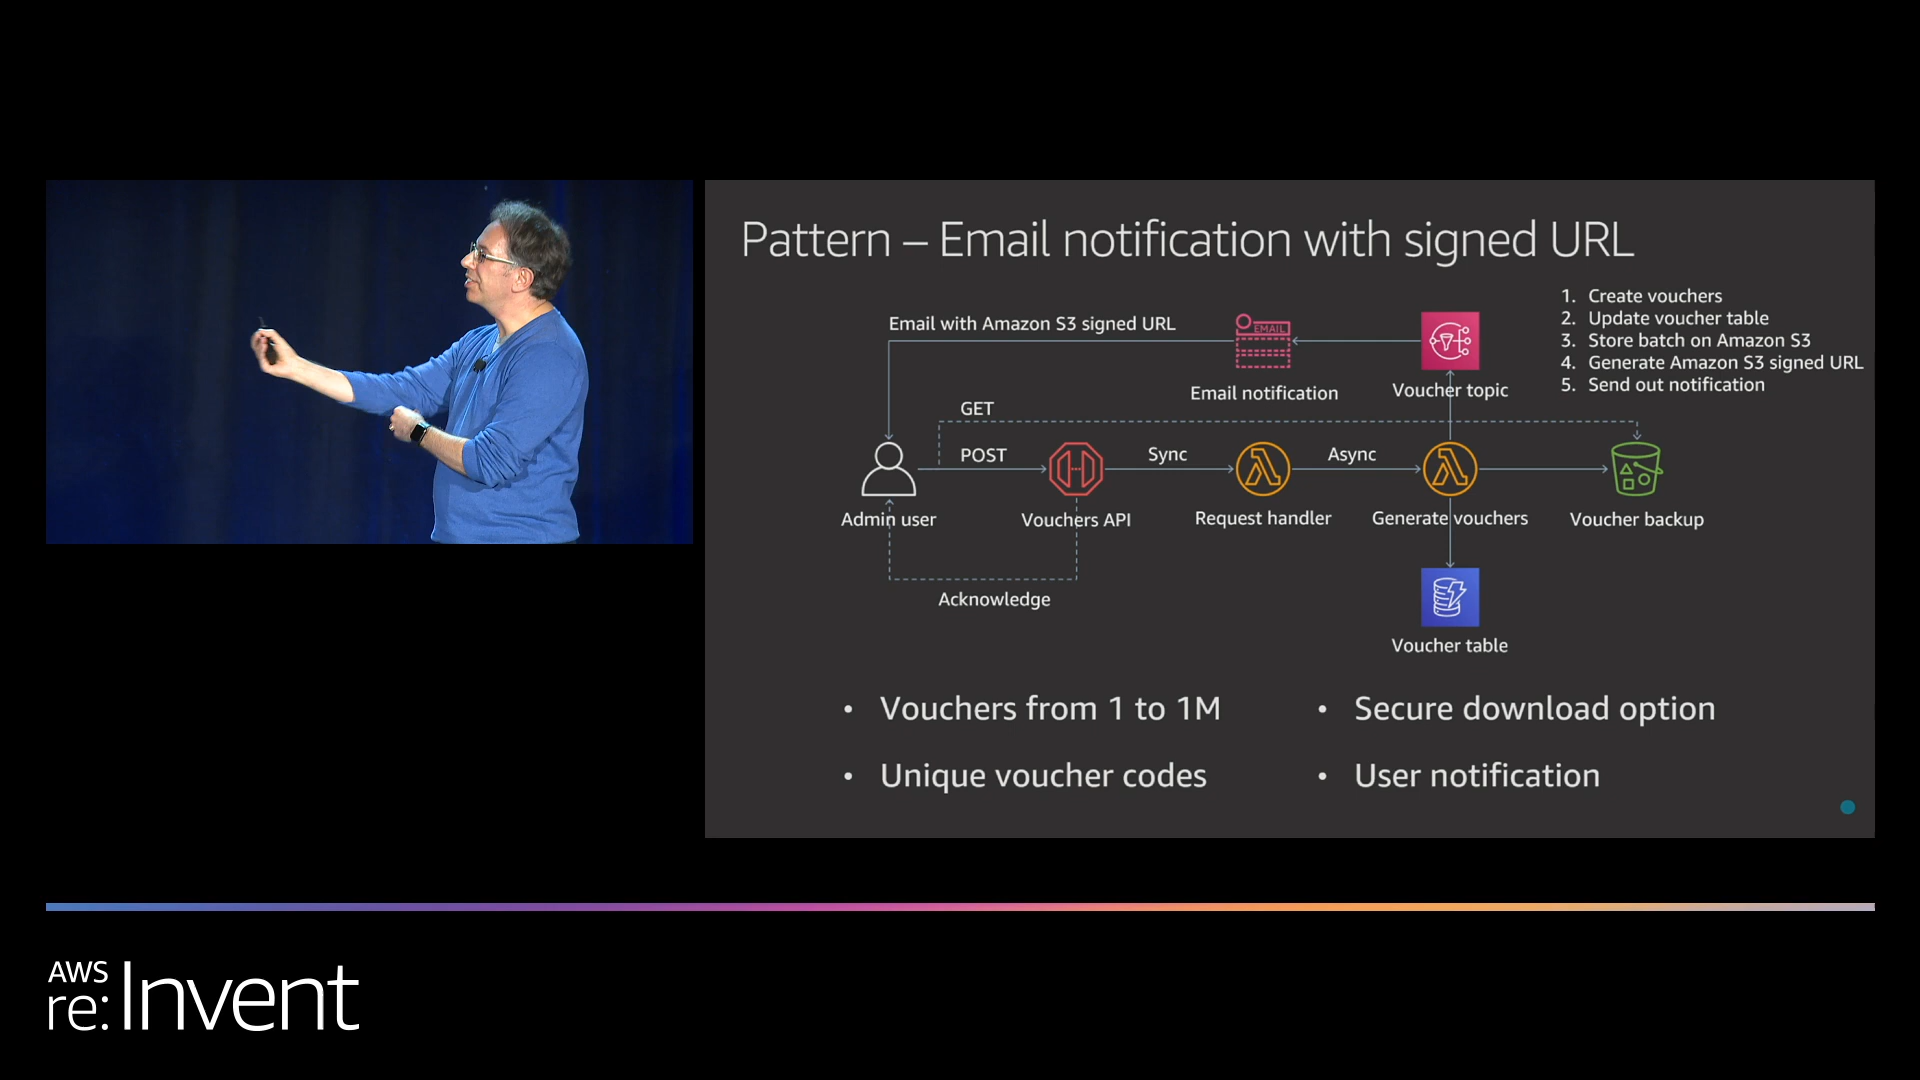 Pattern – Email notification with signed URL
1. Create vouchers
2. Update voucher table
3. Store batch on Amazon S3
4. Generate Amazon S3 signed URL
5. Send out notification
Email with Amazon S3 signed URL
EMAIL
Email notification
Voucher topic
GET
POST
Sync
Async
Admin user
Vouchers API
Request handler
Generate vouchers
Voucher backup
Acknowledge
Voucher table
• Vouchers from 1 to 1M
• Unique voucher codes
• Secure download option
• User notification
AWS
re:Invent